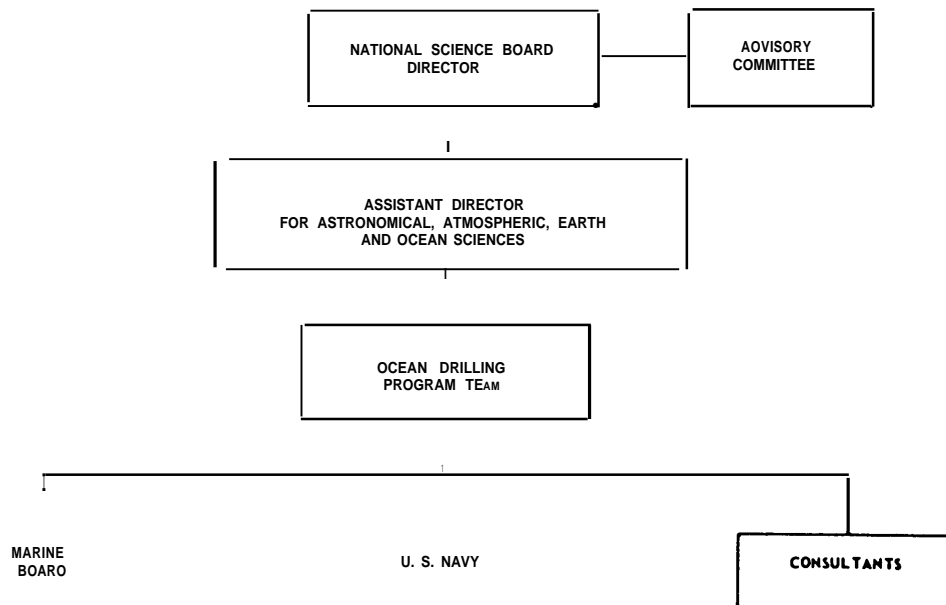 NATIONAL SCIENCE BOARD
DIRECTOR
AOVISORY
COMMITTEE
ASSISTANT DIRECTOR
FOR ASTRONOMICAL, ATMOSPHERIC, EARTH
AND OCEAN SCIENCES
OCEAN DRILLING
PROGRAM TEAM
MARINE
BOARO
U. S. NAVY
CONSULTANTS